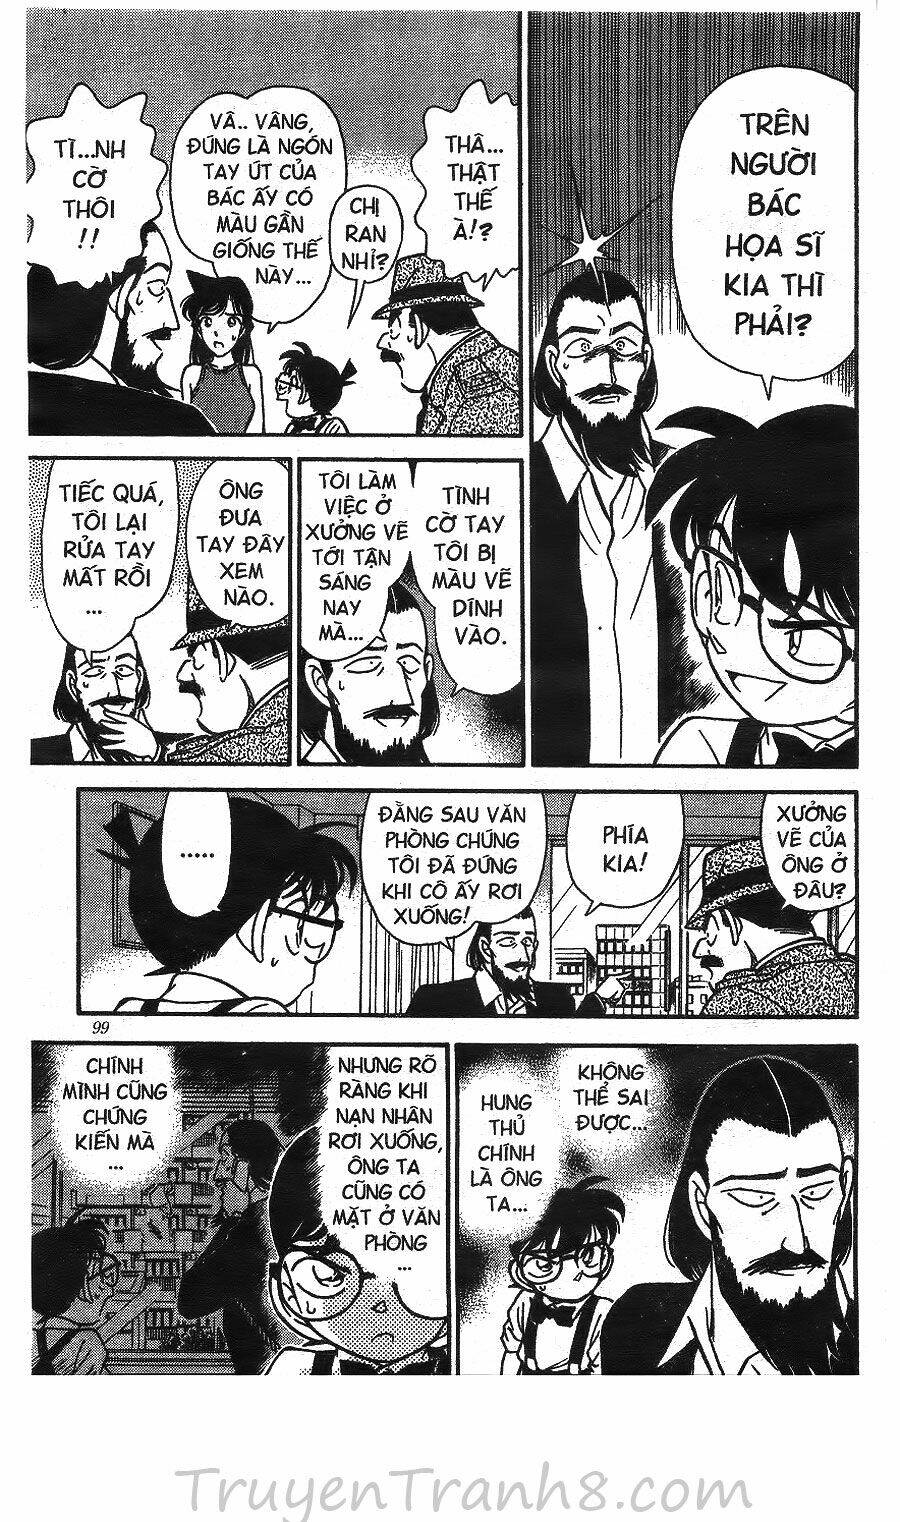 TRÊN
NGƯỜI
BÁC
HỌA SĨ
KIA THÌ
PHẢI?
THÂ...
THẬT
THẾ
À!?
CHỊ
RAN
NHỈ?
VÂ.. VÂNG,
ĐÚNG LÀ NGÓN
TAY ÚT CỦA
BÁC ẤY CÓ
MÀU GẦN
GIỐNG THẾ
NÀY...
TÌ...NH
CỜ
THÔI
!!
TÌNH
CỜ TAY
TÔI BỊ
MÀU VẼ
DÍNH
VÀO.
TÔI LÀM
VIỆC Ở
XƯỞNG VẼ
TỚI TẬN
SÁNG
NAY
MÀ...
ÔNG
ĐƯA
TAY ĐÂY
XEM
NÀO.
TIẾC QUÁ,
TÔI LẠI
RỬA TAY
MẤT RỒI
...
XƯỞNG
VẼ CỦA
ÔNG Ở
ĐÂU?
PHÍA
KIA!
ĐẰNG SAU VĂN
PHÒNG CHÚNG
TÔI ĐÃ ĐỨNG
KHI CÔ ẤY RƠI
XUỐNG!
......
99
KHÔNG
THỂ SAI
ĐƯỢC...
HUNG
THỦ
CHÍNH
LÀ ÔNG
TA...
NHƯNG RÕ
RÀNG KHI
NẠN NHÂN
RƠI XUỐNG,
ÔNG TA
CŨNG CÓ
MẶT Ở VĂN
PHÒNG
...
CHÍNH
MÌNH CŨNG
CHỨNG
KIẾN MÀ
...
TruyenTranh8.com